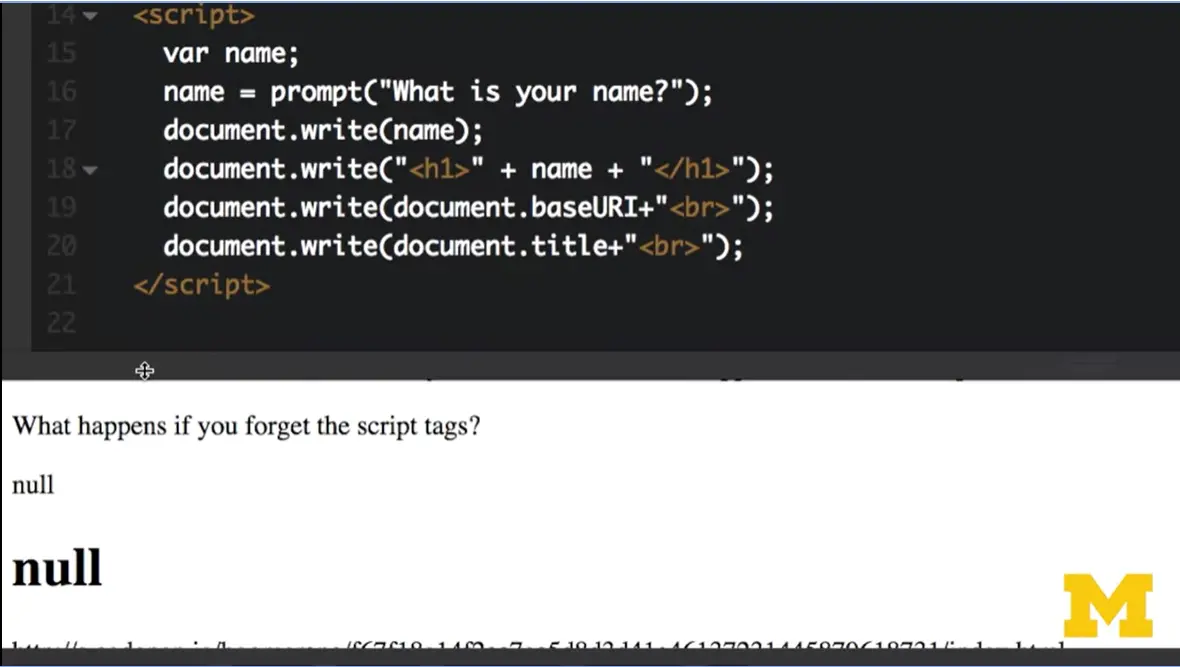 14 <script>
15 var name;
16 name = prompt("What is your name?");
17 document.write(name);
18 document.write("<h1>" + name + "</h1>");
19 document.write(document.baseURI+"<br>");
20 document.write(document.title+"<br>");
21 </script>
22
What happens if you forget the script tags?
null
null
M